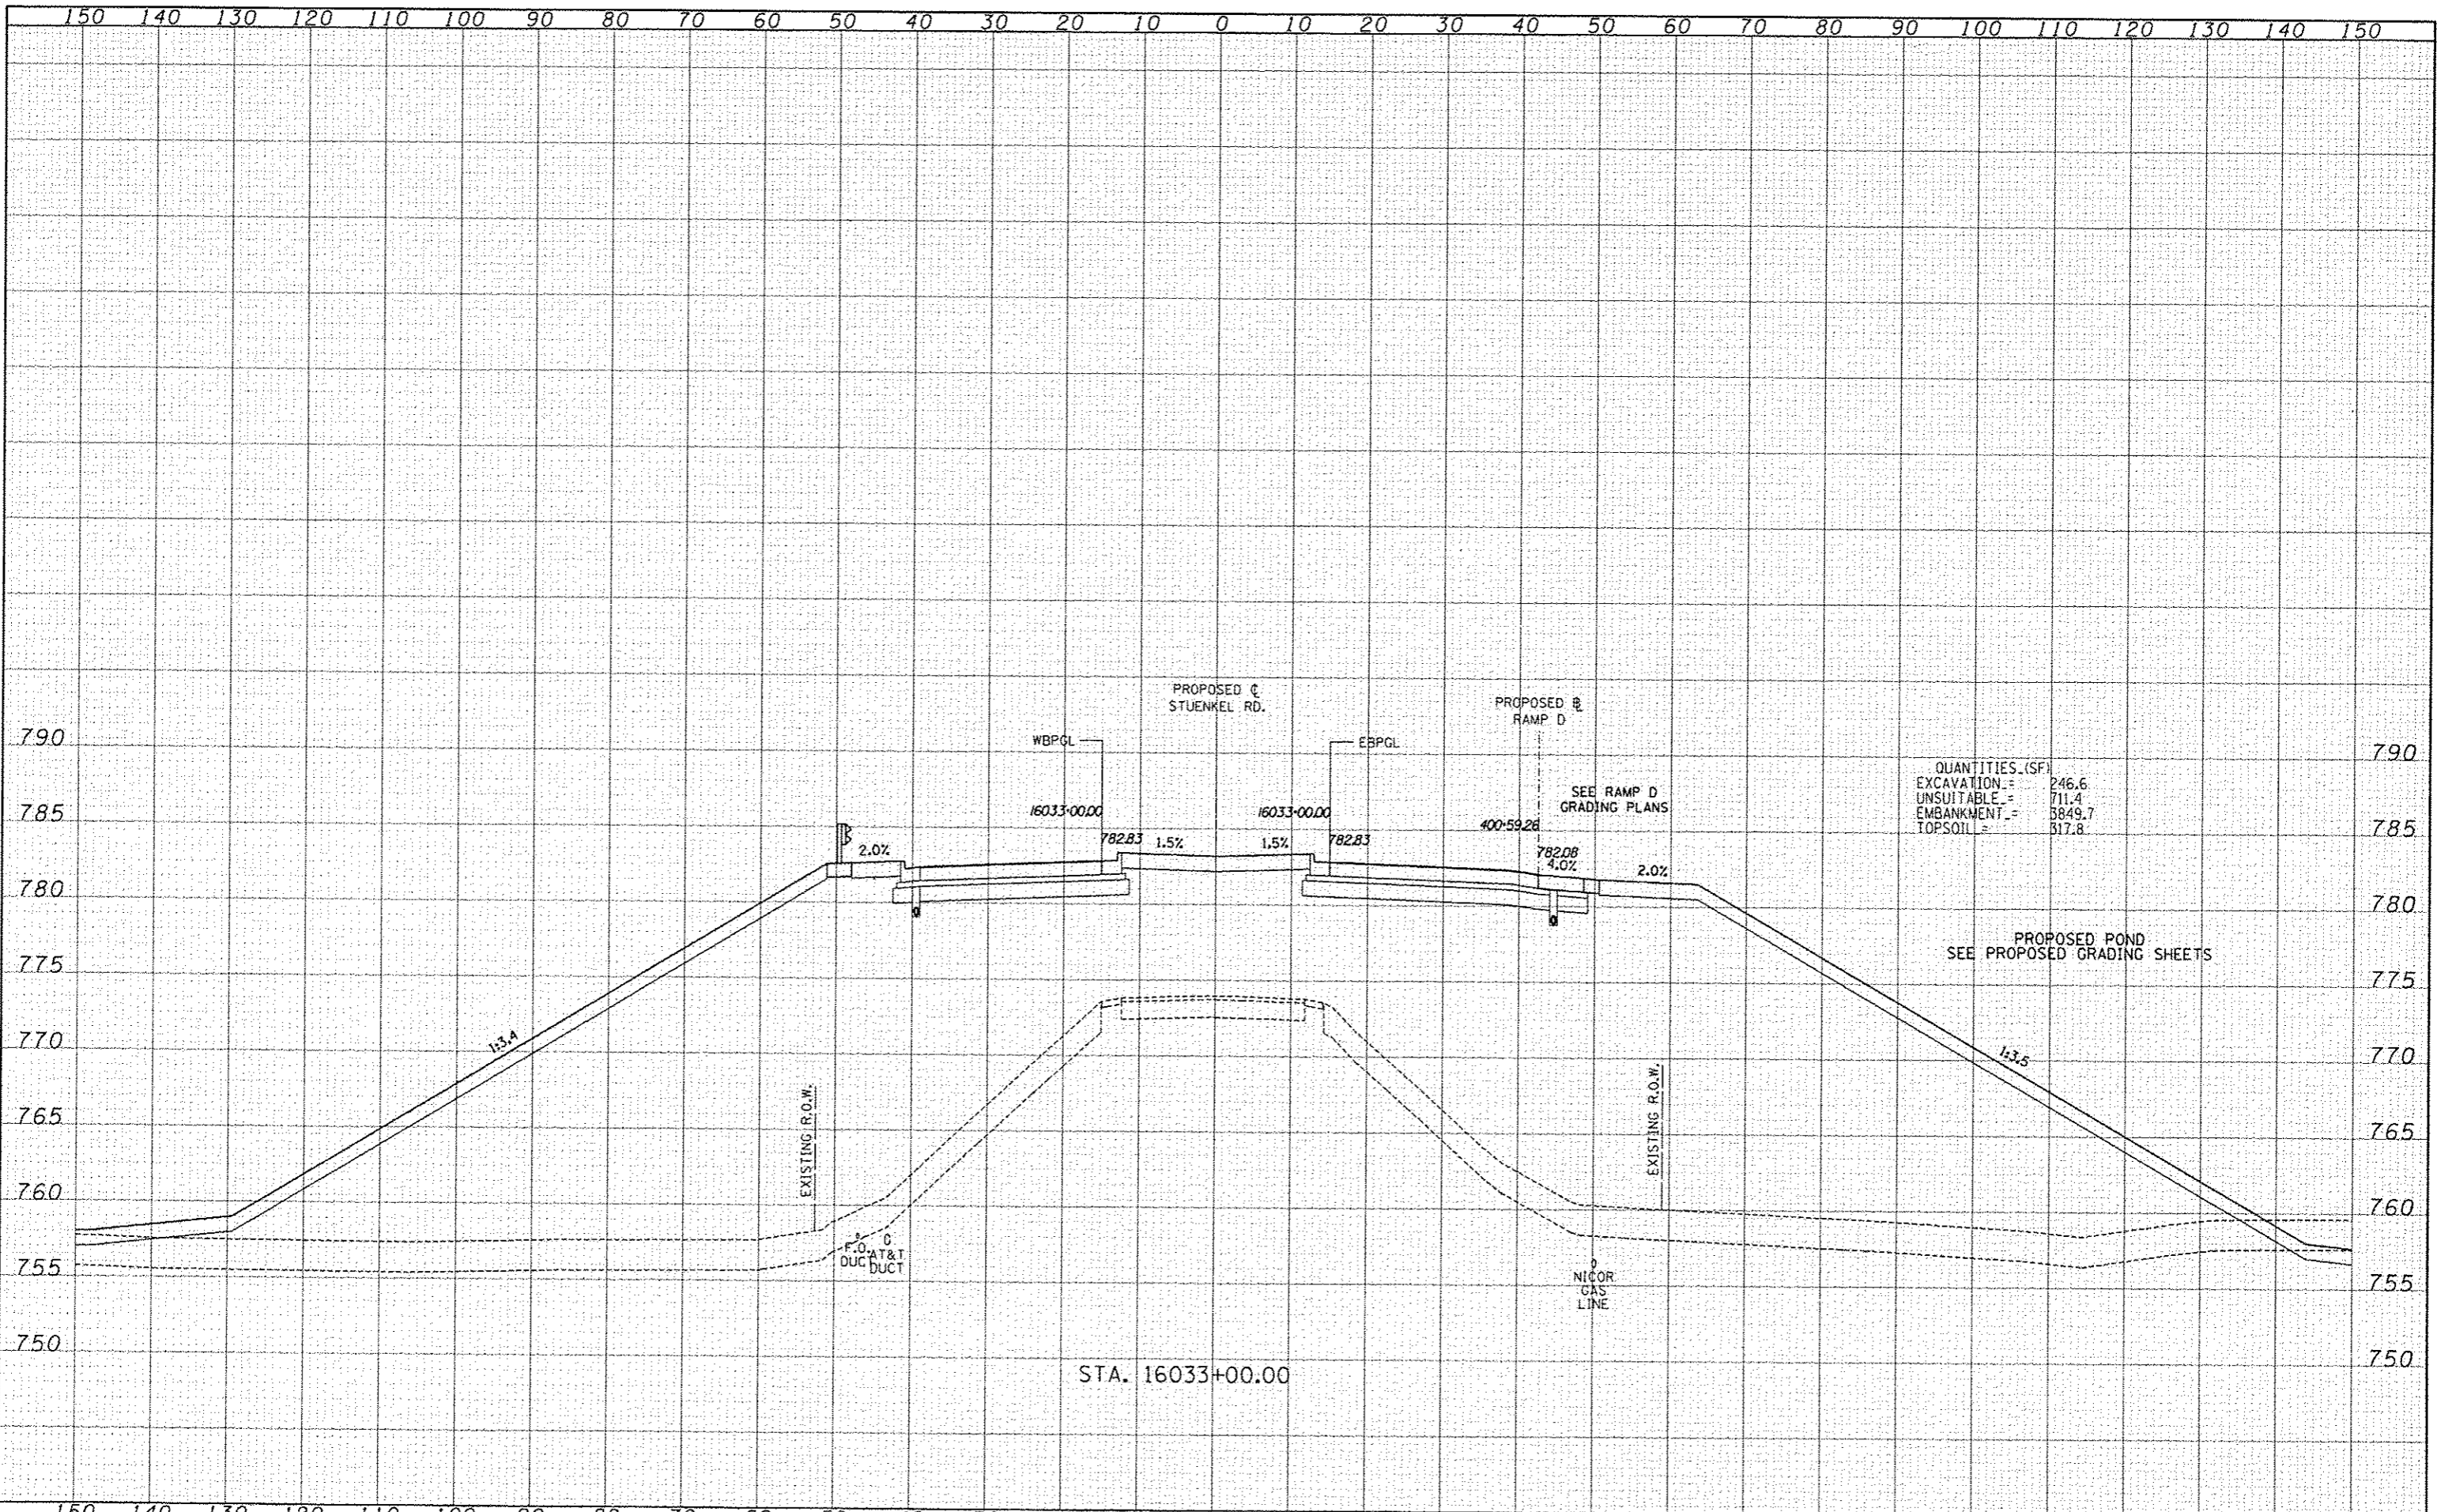 150 140 130 120 110 100 90 80 70 60 50 40 30 20 10 0 10 20 30 40 50 60 70 80 90 100 110 120 130 140 150
PROPOSED ℄
STUENKEL RD.
PROPOSED ⅊
RAMP D
790
WBPGL
EBPGL
790
QUANTITIES (SF)
EXCAVATION = 246.6
UNSUITABLE = 711.4
EMBANKMENT = 3849.7
TOPSOIL = 317.8
SEE RAMP D
GRADING PLANS
785
16033+00.00
16033+00.00
400+59.26
785
2.0%
782.83
1.5%
1.5%
782.83
782.08
4.0%
2.0%
780
780
PROPOSED POND
SEE PROPOSED GRADING SHEETS
775
775
1:3.4
1:3.5
770
770
EXISTING R.O.W.
EXISTING R.O.W.
765
765
760
760
F.O.
DUCT
AT&T
DUCT
755
NICOR
GAS
LINE
755
750
750
STA. 16033+00.00